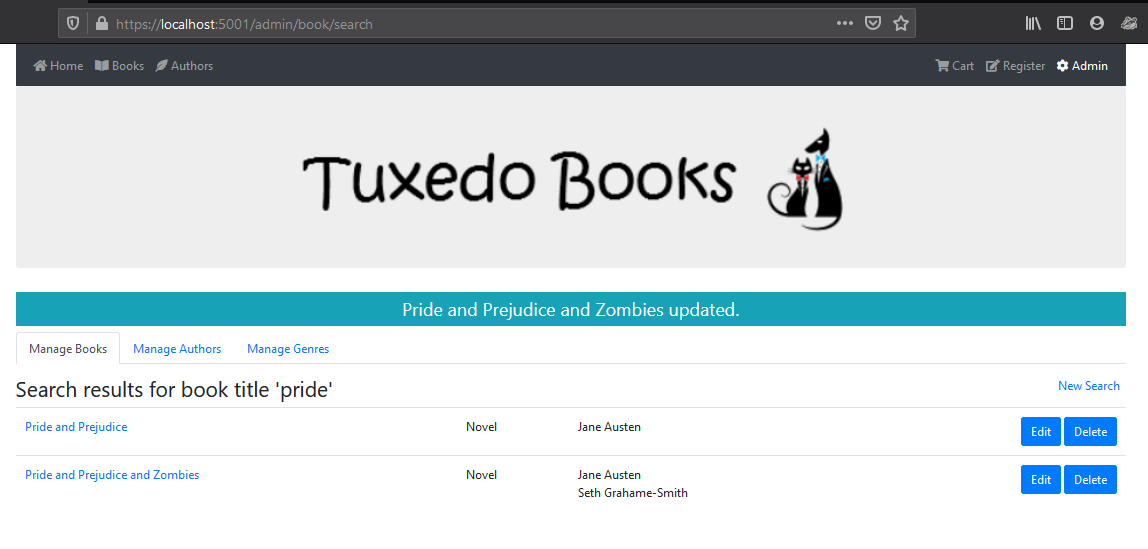 https://localhost:5001/admin/book/search
Home Books Authors Cart Register Admin
Tuxedo Books
Pride and Prejudice and Zombies updated.
Manage Books Manage Authors Manage Genres
Search results for book title 'pride' New Search
Pride and Prejudice Novel Jane Austen Edit Delete
Pride and Prejudice and Zombies Novel Jane Austen Edit Delete
Seth Grahame-Smith